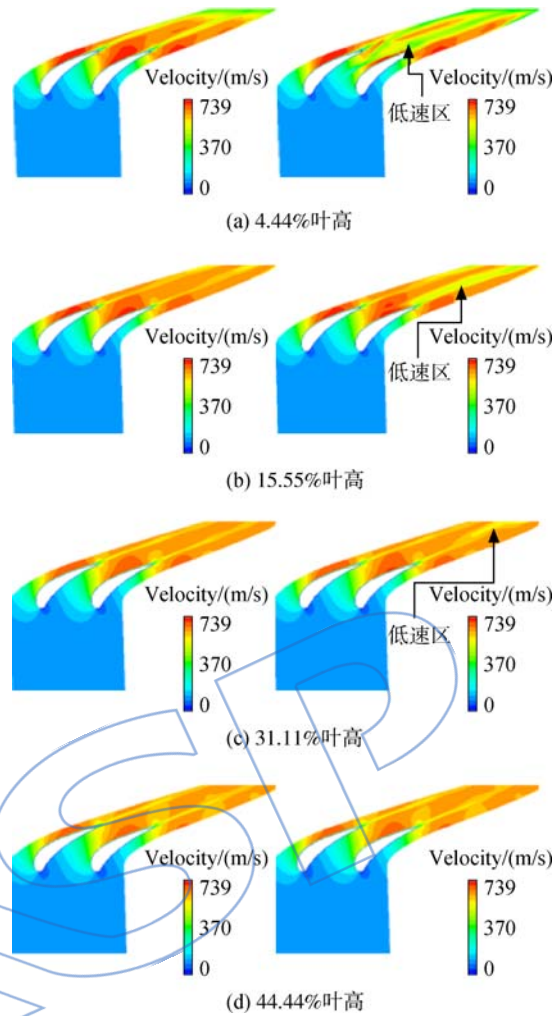 Velocity/(m/s) Velocity/(m/s)
739 739
低速区
370 370
0 0
(a) 4.44%叶高
Velocity/(m/s) Velocity/(m/s)
739 739
低速区
370 370
0 0
(b) 15.55%叶高
Velocity/(m/s) Velocity/(m/s)
739 739
低速区
370 370
0 0
(c) 31.11%叶高
Velocity/(m/s) Velocity/(m/s)
739 739
370 370
0 0
(d) 44.44%叶高